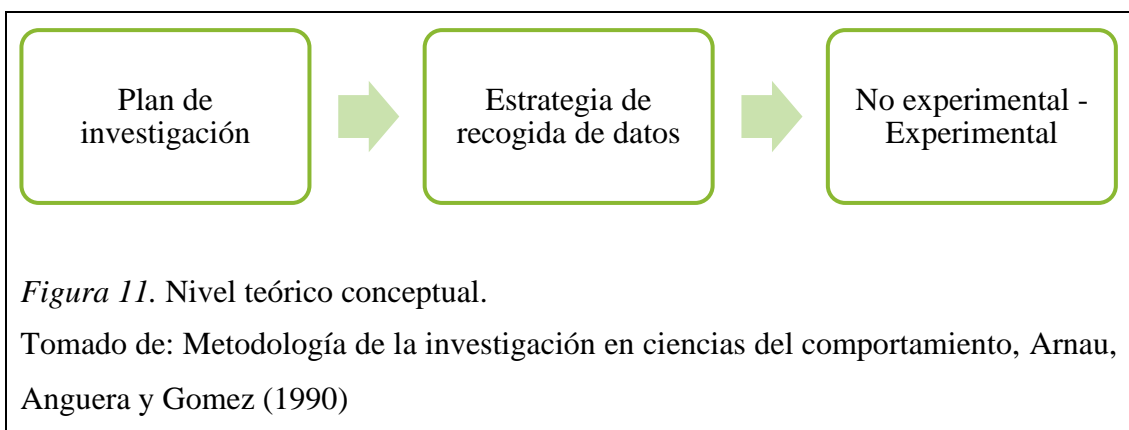 Plan de
investigación
Estrategia de
recogida de datos
No experimental -
Experimental
Figura 11. Nivel teórico conceptual.
Tomado de: Metodología de la investigación en ciencias del comportamiento, Arnau,
Anguera y Gomez (1990)